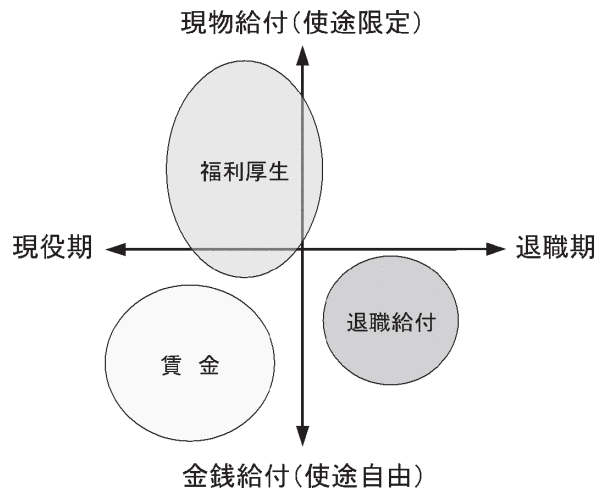 現物給付（使途限定）
福利厚生
現役期
退職期
退職給付
賃 金
金銭給付（使途自由）